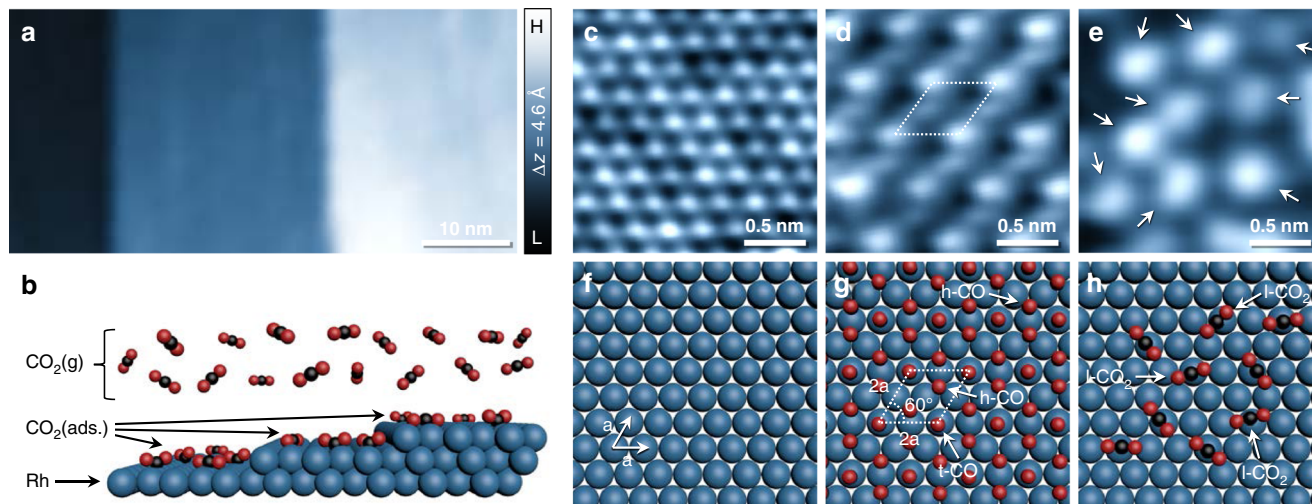 a
H
Δz = 4.6 Å
L
10 nm
c
0.5 nm
d
0.5 nm
e
0.5 nm
b
CO₂(g)
CO₂(ads.)
Rh
f
a
a
g
h-CO
2a
60°
h-CO
2a
t-CO
h
l-CO₂
l-CO₂
l-CO₂